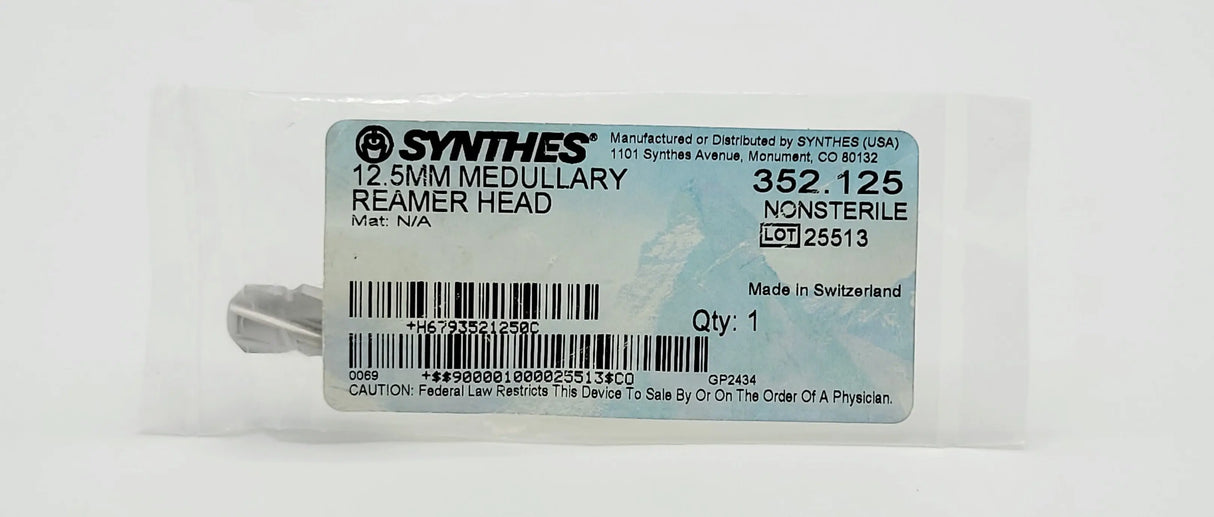 SYNTHES®
Manufactured or Distributed by SYNTHES (USA)
1101 Synthes Avenue, Monument, CO 80132
12.5MM MEDULLARY
REAMER HEAD
Mat: N/A
352.125
NONSTERILE
LOT 25513
Made in Switzerland
Qty: 1
+H6793521250C
0069 +$$900001000025513$C0 GP2434
CAUTION: Federal Law Restricts This Device To Sale By Or On The Order Of A Physician.